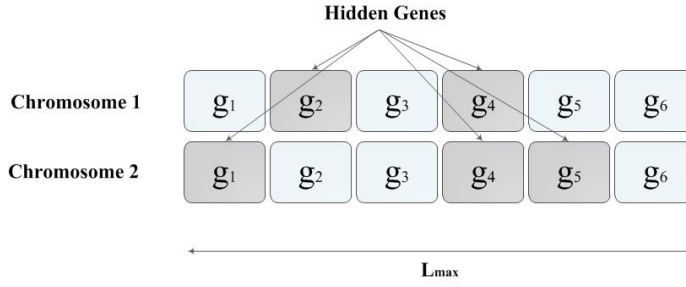 Hidden Genes
Chromosome 1 g1 g2 g3 g4 g5 g6
Chromosome 2 g1 g2 g3 g4 g5 g6
Lmax